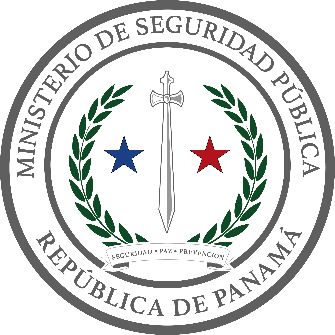 MINISTERIO DE SEGURIDAD PÚBLICA
SEGURIDAD • PAZ • PREVENCIÓN
REPÚBLICA DE PANAMÁ